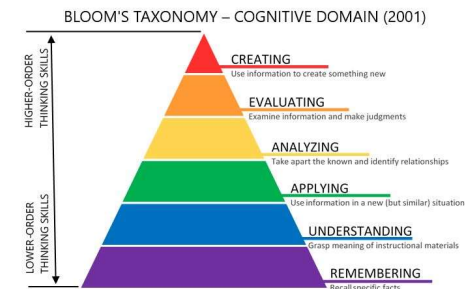 BLOOM'S TAXONOMY – COGNITIVE DOMAIN (2001)
HIGHER-ORDER
THINKING SKILLS
CREATING
Use information to create something new
EVALUATING
Examine information and make judgments
ANALYZING
Take apart the known and identify relationships
APPLYING
Use information in a new (but similar) situation
LOWER-ORDER
THINKING SKILLS
UNDERSTANDING
Grasp meaning of instructional materials
REMEMBERING
Recall specific facts